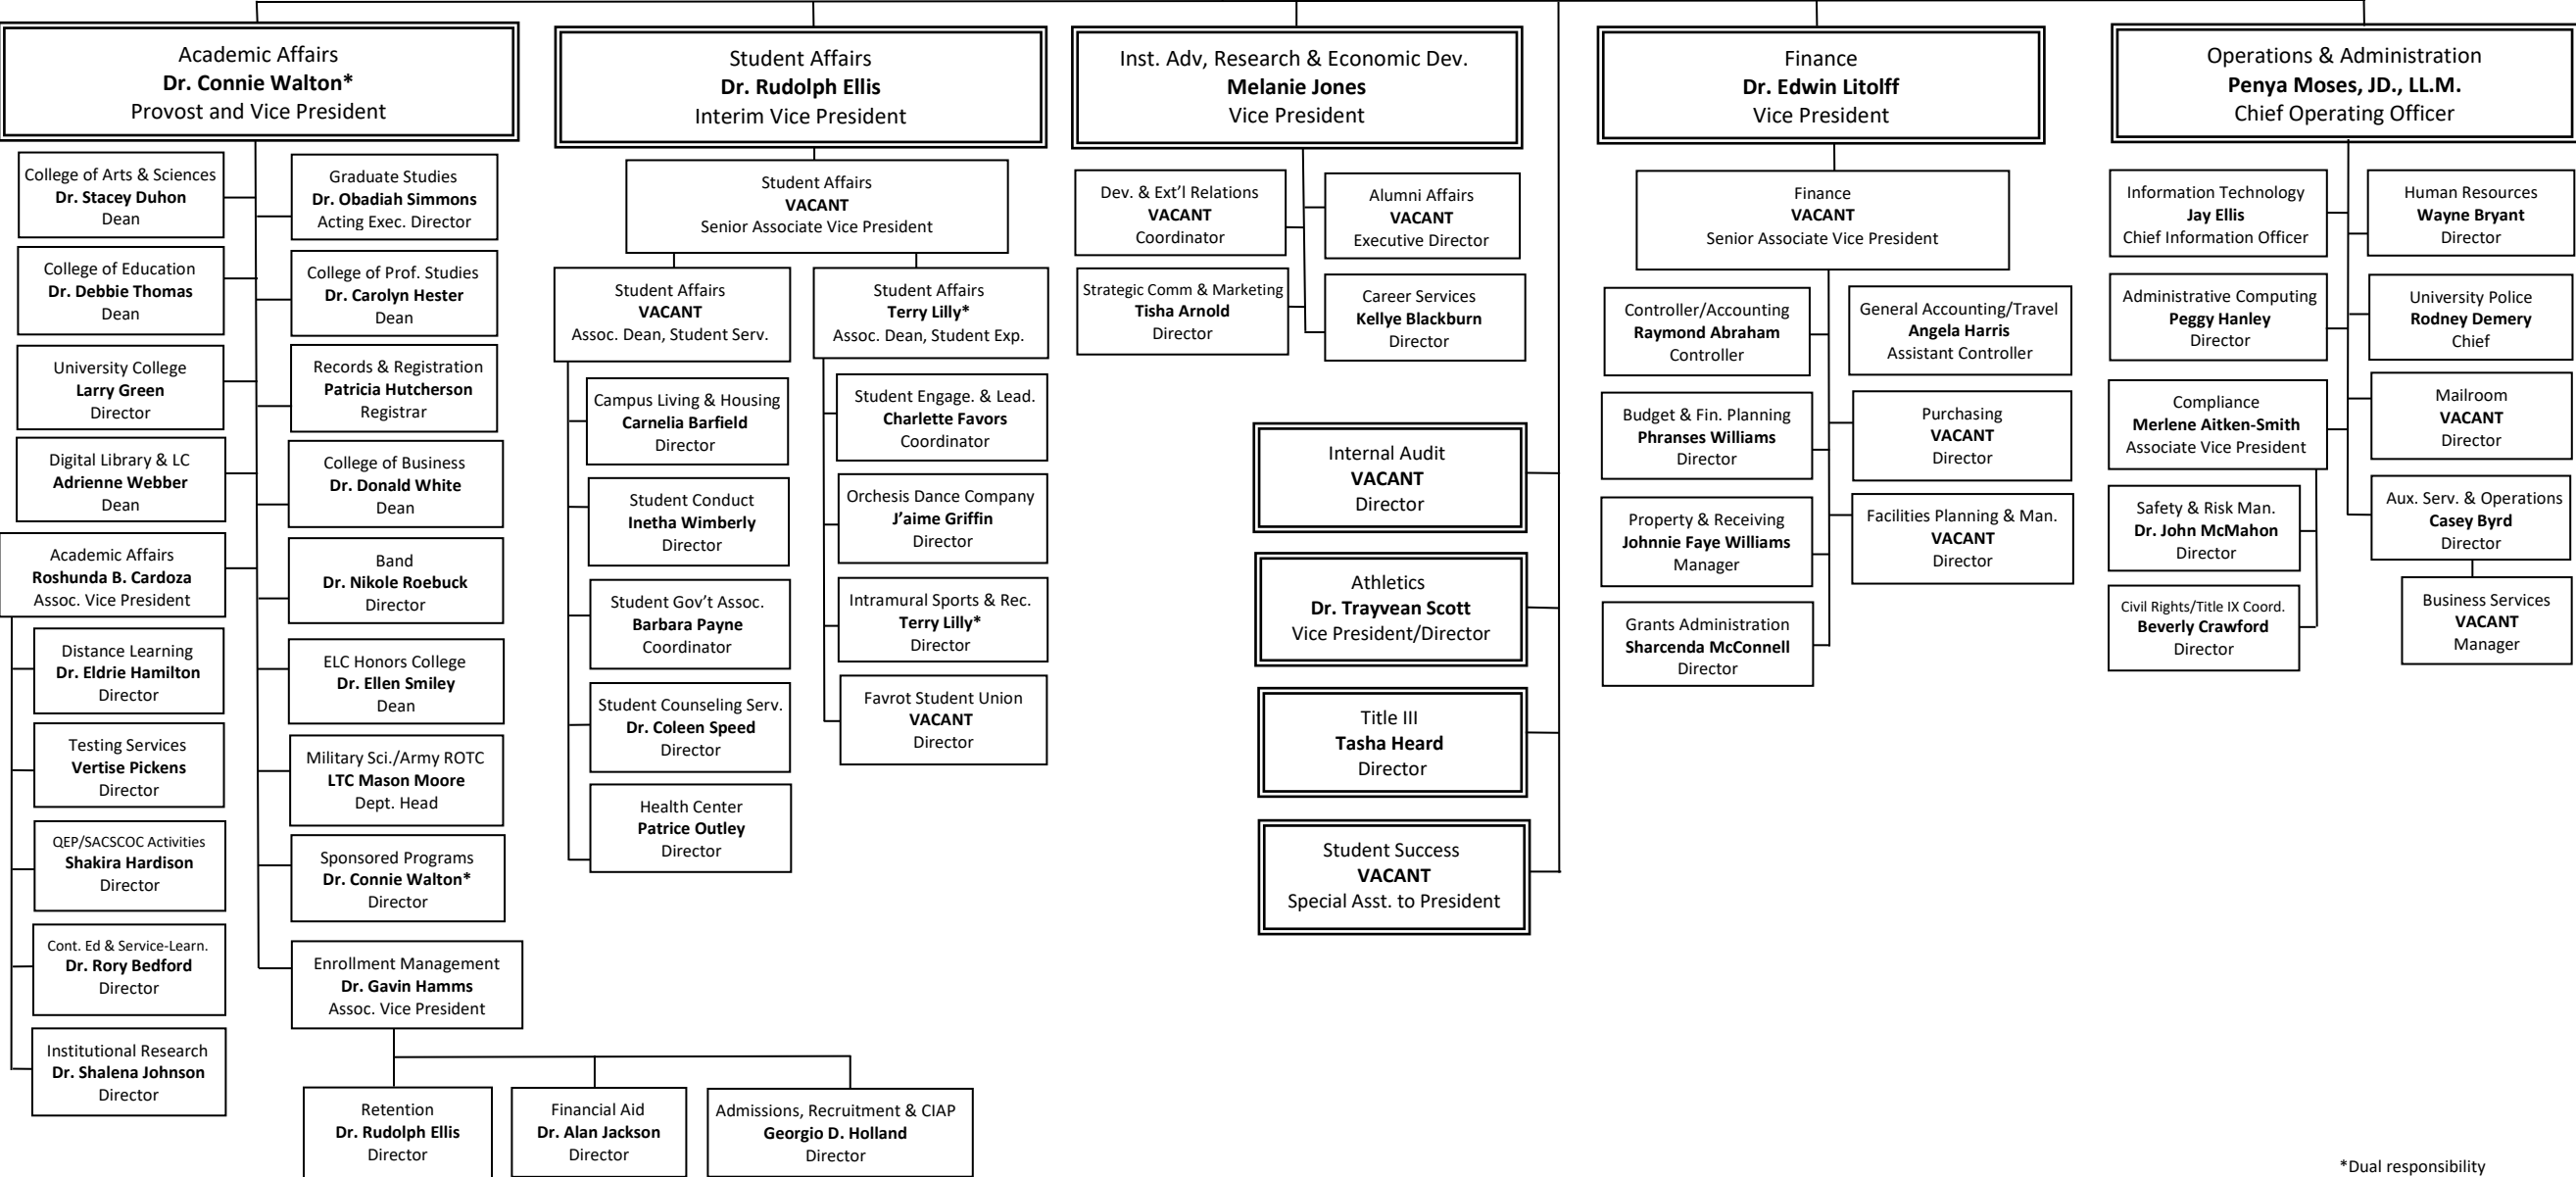 Academic Affairs
Dr. Connie Walton*
Provost and Vice President
College of Arts & Sciences
Dr. Stacey Duhon
Dean
Graduate Studies
Dr. Obadiah Simmons
Acting Exec. Director
College of Education
Dr. Debbie Thomas
Dean
College of Prof. Studies
Dr. Carolyn Hester
Dean
University College
Larry Green
Director
Records & Registration
Patricia Hutcherson
Registrar
Digital Library & LC
Adrienne Webber
Dean
College of Business
Dr. Donald White
Dean
Academic Affairs
Roshunda B. Cardoza
Assoc. Vice President
Band
Dr. Nikole Roebuck
Director
Distance Learning
Dr. Eldrie Hamilton
Director
ELC Honors College
Dr. Ellen Smiley
Dean
Testing Services
Vertise Pickens
Director
Military Sci./Army ROTC
LTC Mason Moore
Dept. Head
QEP/SACSCOC Activities
Shakira Hardison
Director
Sponsored Programs
Dr. Connie Walton*
Director
Cont. Ed & Service-Learn.
Dr. Rory Bedford
Director
Enrollment Management
Dr. Gavin Hamms
Assoc. Vice President
Institutional Research
Dr. Shalena Johnson
Director
Retention
Dr. Rudolph Ellis
Director
Financial Aid
Dr. Alan Jackson
Director
Admissions, Recruitment & CIAP
Georgio D. Holland
Director
Student Affairs
Dr. Rudolph Ellis
Interim Vice President
Student Affairs
VACANT
Senior Associate Vice President
Student Affairs
VACANT
Assoc. Dean, Student Serv.
Student Affairs
Terry Lilly*
Assoc. Dean, Student Exp.
Campus Living & Housing
Carnelia Barfield
Director
Student Engage. & Lead.
Charlette Favors
Coordinator
Student Conduct
Inetha Wimberly
Director
Orchesis Dance Company
J’aime Griffin
Director
Student Gov’t Assoc.
Barbara Payne
Coordinator
Intramural Sports & Rec.
Terry Lilly*
Director
Student Counseling Serv.
Dr. Coleen Speed
Director
Favrot Student Union
VACANT
Director
Health Center
Patrice Outley
Director
Inst. Adv, Research & Economic Dev.
Melanie Jones
Vice President
Dev. & Ext’l Relations
VACANT
Coordinator
Alumni Affairs
VACANT
Executive Director
Strategic Comm & Marketing
Tisha Arnold
Director
Career Services
Kellye Blackburn
Director
Internal Audit
VACANT
Director
Athletics
Dr. Trayvean Scott
Vice President/Director
Title III
Tasha Heard
Director
Student Success
VACANT
Special Asst. to President
Finance
Dr. Edwin Litolff
Vice President
Finance
VACANT
Senior Associate Vice President
Controller/Accounting
Raymond Abraham
Controller
General Accounting/Travel
Angela Harris
Assistant Controller
Budget & Fin. Planning
Phranses Williams
Director
Purchasing
VACANT
Director
Property & Receiving
Johnnie Faye Williams
Manager
Facilities Planning & Man.
VACANT
Director
Grants Administration
Sharcenda McConnell
Director
Operations & Administration
Penya Moses, JD., LL.M.
Chief Operating Officer
Information Technology
Jay Ellis
Chief Information Officer
Human Resources
Wayne Bryant
Director
Administrative Computing
Peggy Hanley
Director
University Police
Rodney Demery
Chief
Compliance
Merlene Aitken-Smith
Associate Vice President
Mailroom
VACANT
Director
Safety & Risk Man.
Dr. John McMahon
Director
Aux. Serv. & Operations
Casey Byrd
Director
Civil Rights/Title IX Coord.
Beverly Crawford
Director
Business Services
VACANT
Manager
*Dual responsibility